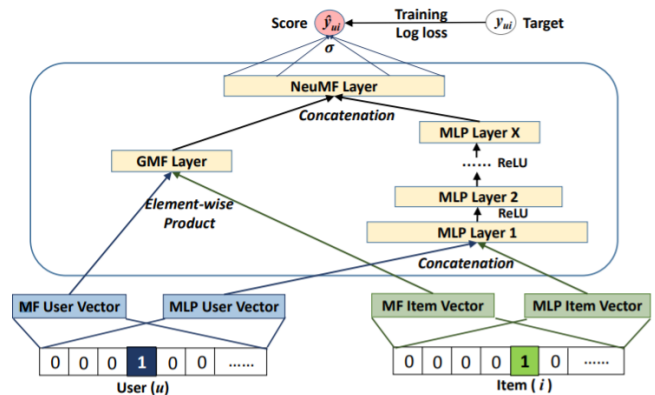 Score ŷui Training yui Target
Log loss
σ
NeuMF Layer
Concatenation
MLP Layer X
GMF Layer
...... ReLU
Element-wise
Product
MLP Layer 2
ReLU
MLP Layer 1
Concatenation
MF User Vector MLP User Vector MF Item Vector MLP Item Vector
0 0 0 1 0 0 ...... 0 0 0 0 0 1 0 ......
User (u) Item ( i )